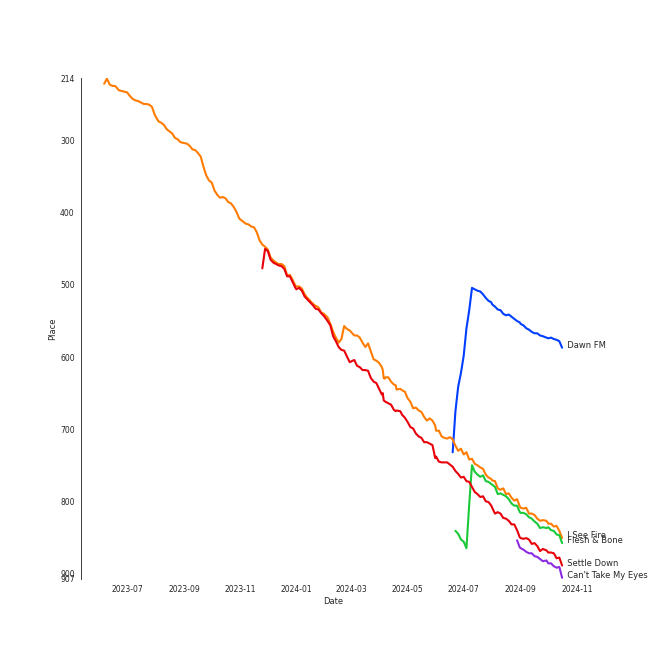 214
300
400
500
600
700
800
900
907
Place
2023-07
2023-09
2023-11
2024-01
2024-03
2024-05
2024-07
2024-09
2024-11
Date
Dawn FM
I See Fire
Flesh & Bone
Settle Down
Can't Take My Eyes